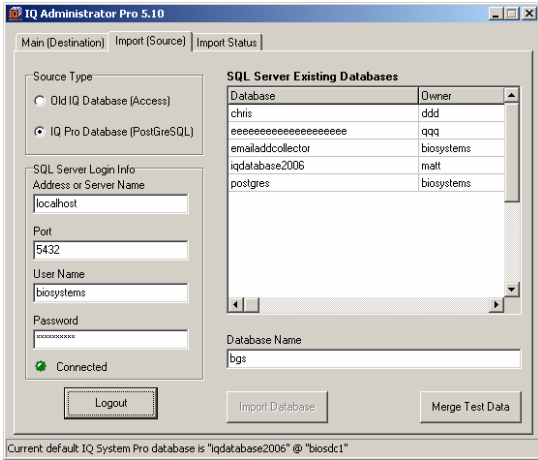 IQ Administrator Pro 5.10
Main (Destination) Import (Source) Import Status
Source Type
Old IQ Database (Access)
IQ Pro Database (PostGreSQL)
SQL Server Login Info
Address or Server Name
localhost
Port
5432
User Name
biosystems
Password
xxxxxxxxxx
Connected
Logout
SQL Server Existing Databases
Database Owner
chris ddd
eeeeeeeeeeeeeeeeeeee qqq
emailaddcollector biosystems
iqdatabase2006 matt
postgres biosystems
Database Name
bgs
Import Database Merge Test Data
Current default IQ System Pro database is "iqdatabase2006" @ "biosdc1"